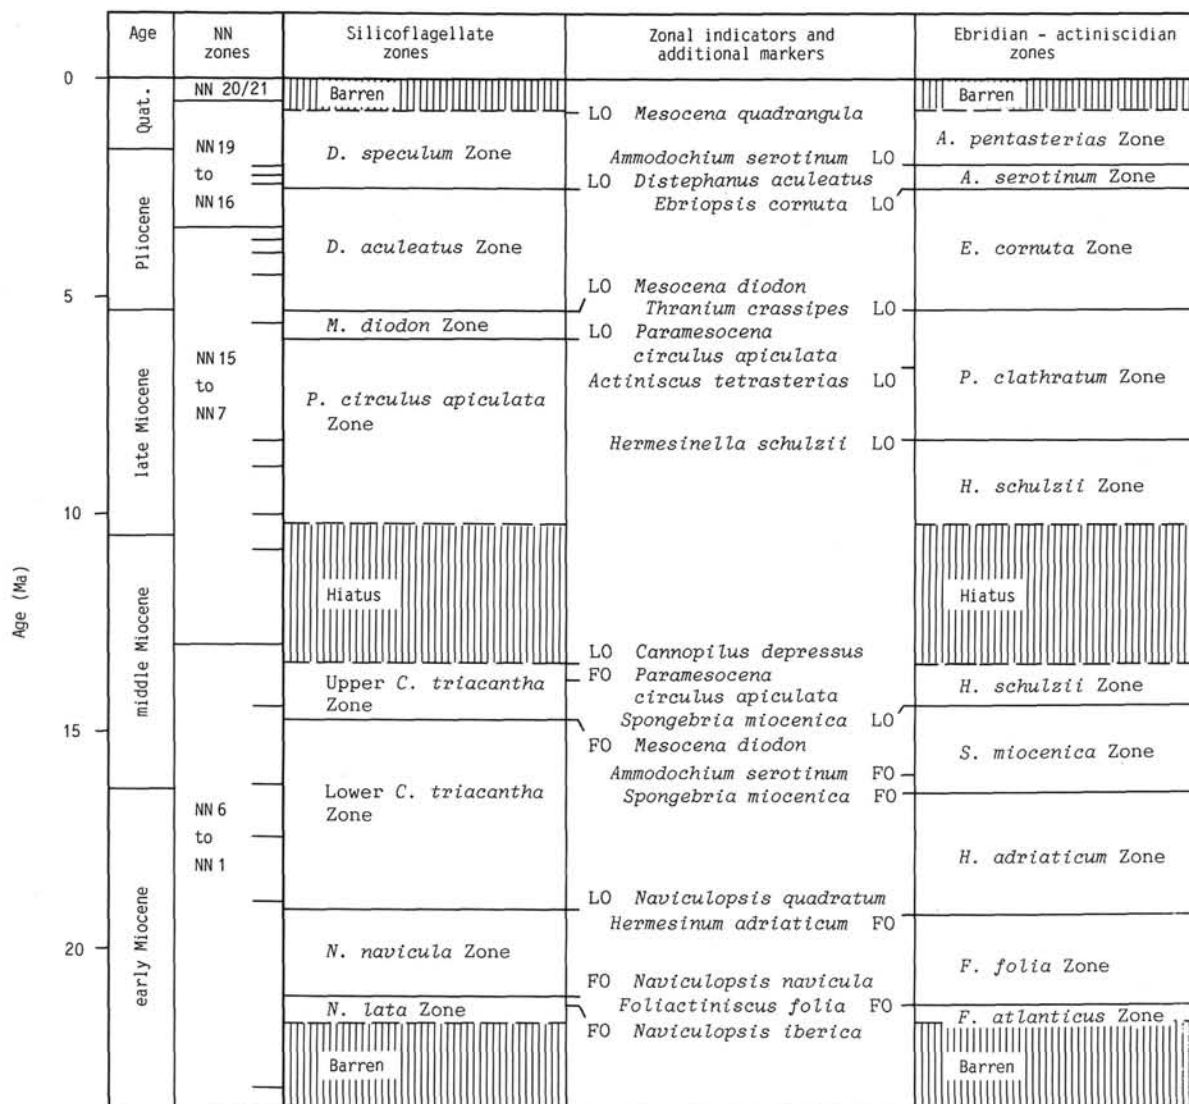 Age
NN
zones
Silicoflagellate
zones
Zonal indicators and
additional markers
Ebridian - actiniscidian
zones
Age (Ma)
0
5
10
15
20
Quat.
Pliocene
late Miocene
middle Miocene
early Miocene
NN 20/21
NN 19
to
NN 16
NN 15
to
NN 7
NN 6
to
NN 1
Barren
D. speculum Zone
D. aculeatus Zone
M. diodon Zone
P. circulus apiculata
Zone
Hiatus
Upper C. triacantha
Zone
Lower C. triacantha
Zone
N. navicula Zone
N. lata Zone
Barren
LO Mesocena quadrangula
Ammodochium serotinum LO
LO Distephanus aculeatus
Ebriopsis cornuta LO
LO Mesocena diodon
Thranium crassipes LO
LO Paramesocena
circulus apiculata
Actiniscus tetrasterias LO
Hermesinella schulzii LO
LO Cannopilus depressus
FO Paramesocena
circulus apiculata
Spongebria miocenica LO
FO Mesocena diodon
Ammodochium serotinum FO
Spongebria miocenica FO
LO Naviculopsis quadratum
Hermesinum adriaticum FO
FO Naviculopsis navicula
Foliactiniscus folia FO
FO Naviculopsis iberica
Barren
A. pentasterias Zone
A. serotinum Zone
E. cornuta Zone
P. clathratum Zone
H. schulzii Zone
Hiatus
H. schulzii Zone
S. miocenica Zone
H. adriaticum Zone
F. folia Zone
F. atlanticus Zone
Barren